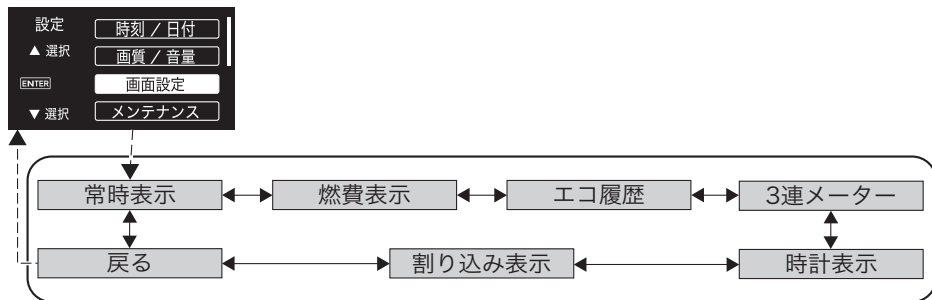 設定
▲ 選択
ENTER
▼ 選択
時刻 / 日付
画質 / 音量
画面設定
メンテナンス
常時表示
燃費表示
エコ履歴
3連メーター
戻る
割り込み表示
時計表示